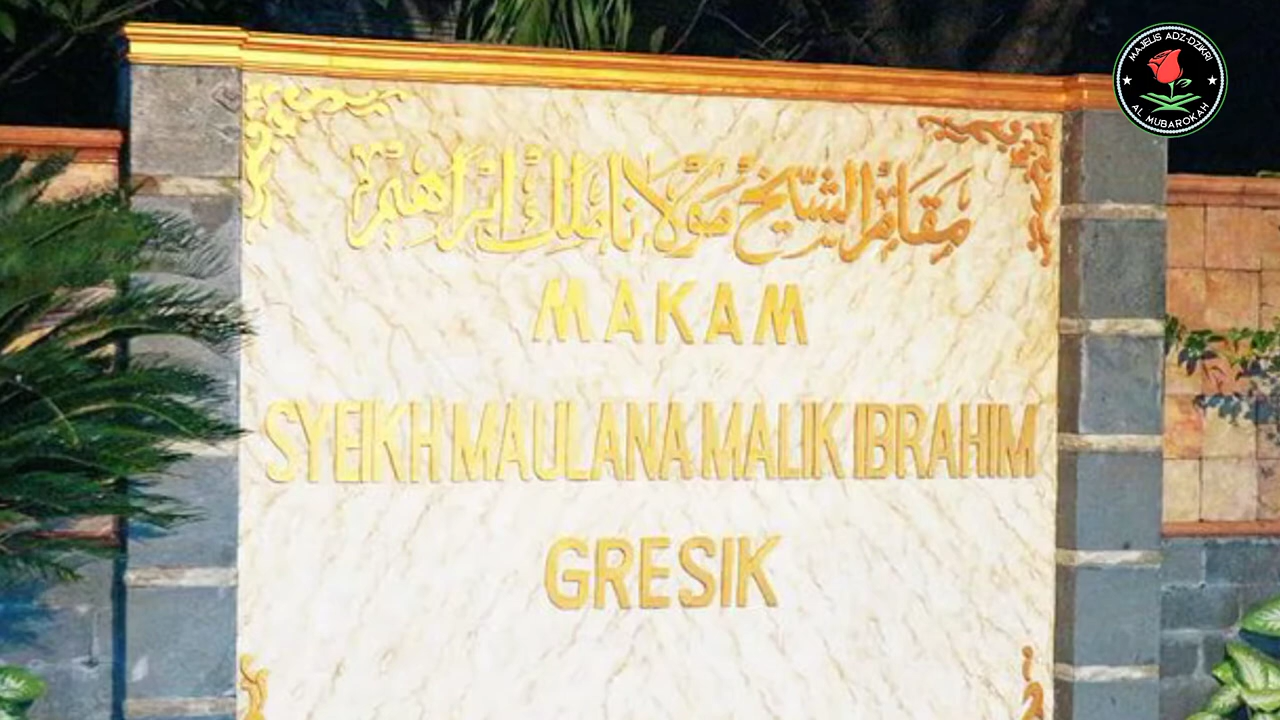 مقام الشيخ مولانا ملك ابراهيم
MAKAM
SYEIKH MAULANA MALIK IBRAHIM
GRESIK
MAJELIS ADZ-DZIKRI
AL MUBAROKAH